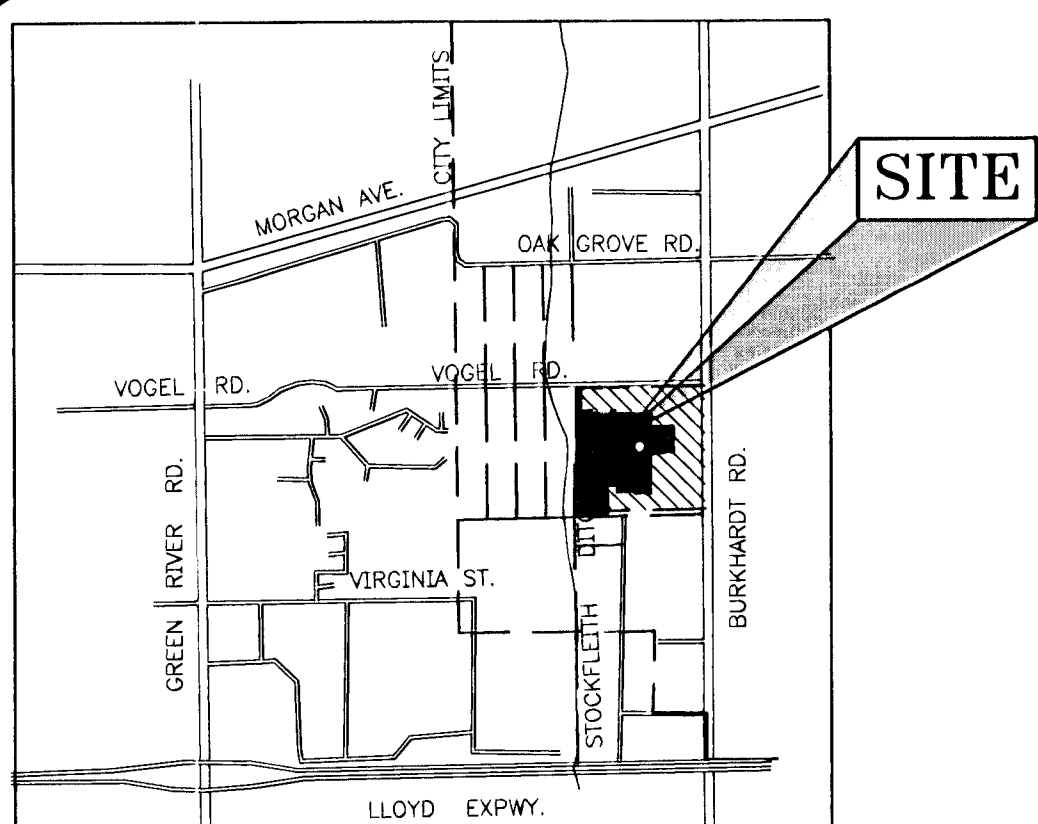 CITY LIMITS
SITE
MORGAN AVE.
OAK GROVE RD.
VOGEL RD.
VOGEL RD.
GREEN RIVER RD.
BURKHARDT RD.
VIRGINIA ST.
STOCKFLEITH DITCH
LLOYD EXPWY.